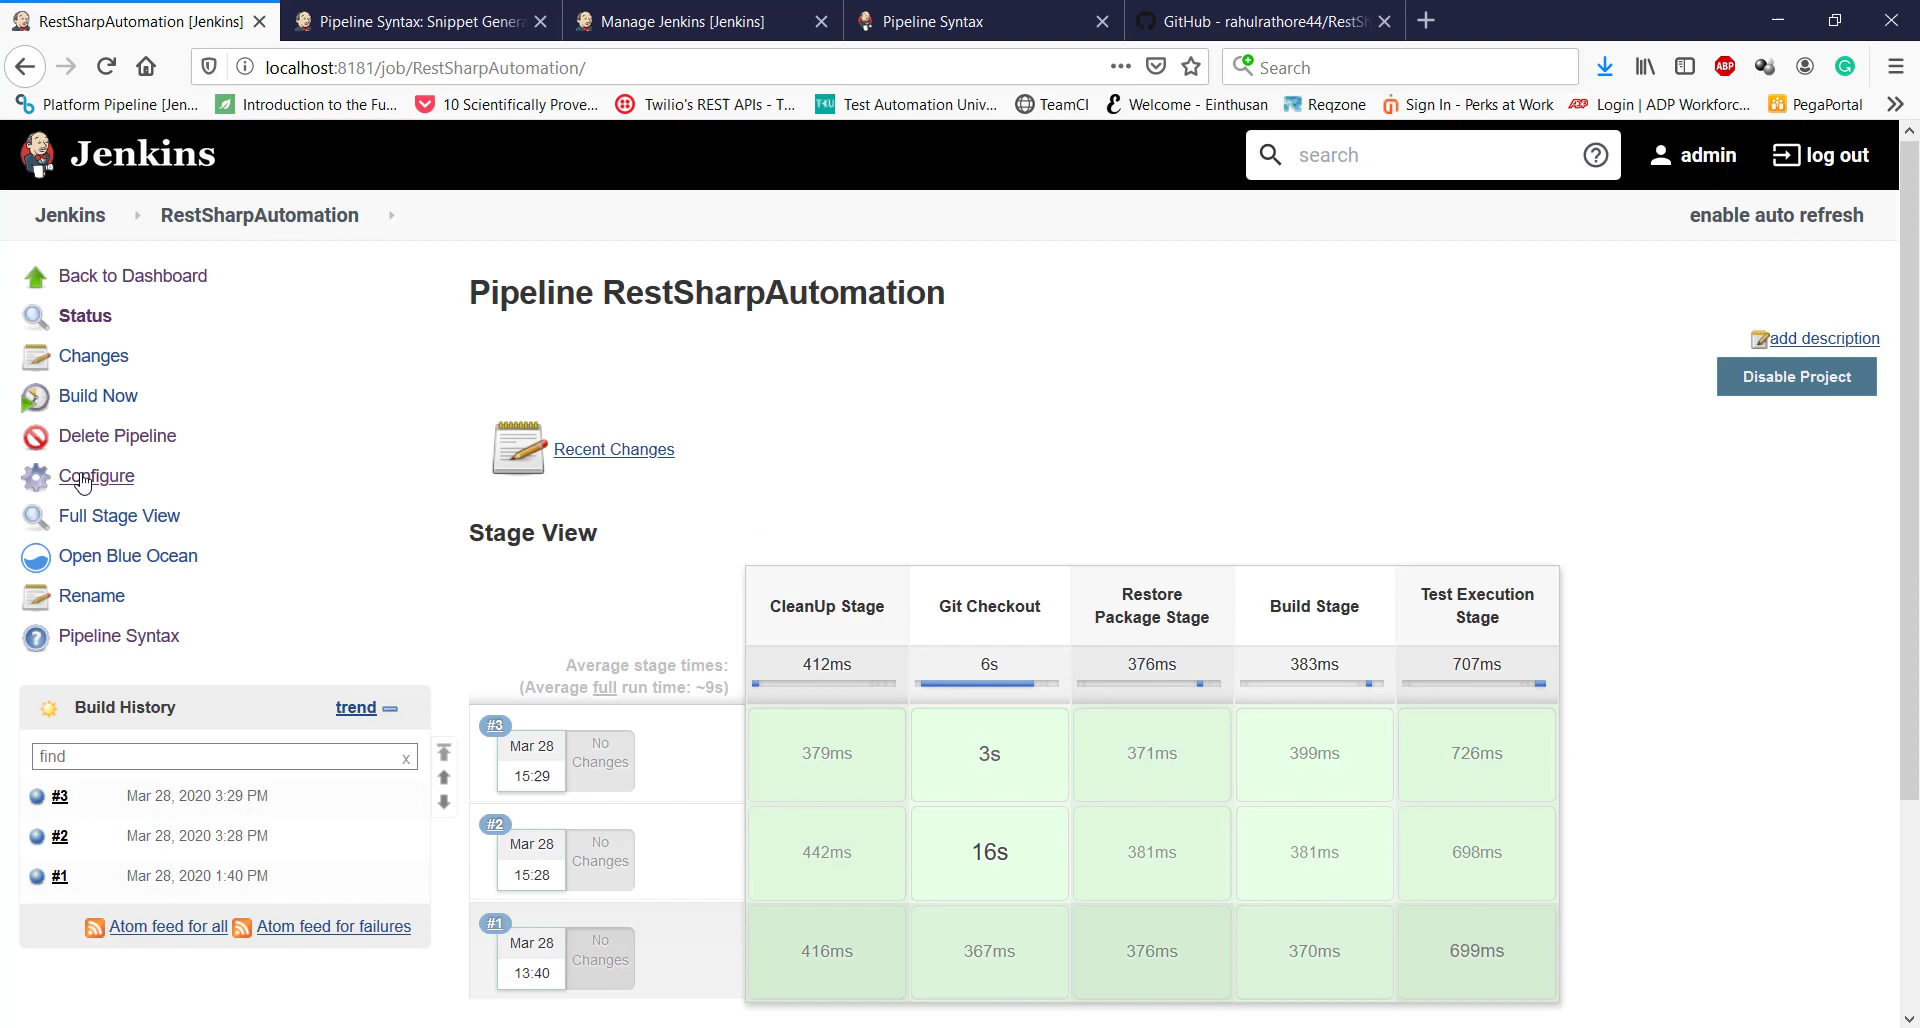 RestSharpAutomation [Jenkins]
Pipeline Syntax: Snippet Genera
Manage Jenkins [Jenkins]
Pipeline Syntax
GitHub - rahulrathore44/RestSh
localhost:8181/job/RestSharpAutomation/
Search
ABP
Platform Pipeline [Jen...
Introduction to the Fu...
10 Scientifically Prove...
Twilio's REST APIs - T...
Test Automation Univ...
TeamCI
Welcome - Einthusan
Reqzone
Sign In - Perks at Work
Login | ADP Workforc...
PegaPortal
Jenkins
search
admin
log out
Jenkins
RestSharpAutomation
enable auto refresh
Back to Dashboard
Status
Changes
Build Now
Delete Pipeline
Configure
Full Stage View
Open Blue Ocean
Rename
Pipeline Syntax
Build History
trend
find
x
#3 Mar 28, 2020 3:29 PM
#2 Mar 28, 2020 3:28 PM
#1 Mar 28, 2020 1:40 PM
Atom feed for all
Atom feed for failures
Pipeline RestSharpAutomation
add description
Disable Project
Recent Changes
Stage View
CleanUp Stage
Git Checkout
Restore
Package Stage
Build Stage
Test Execution
Stage
Average stage times:
(Average full run time: ~9s)
412ms
6s
376ms
383ms
707ms
#3
Mar 28
15:29
No
Changes
379ms
3s
371ms
399ms
726ms
#2
Mar 28
15:28
No
Changes
442ms
16s
381ms
381ms
698ms
#1
Mar 28
13:40
No
Changes
416ms
367ms
376ms
370ms
699ms